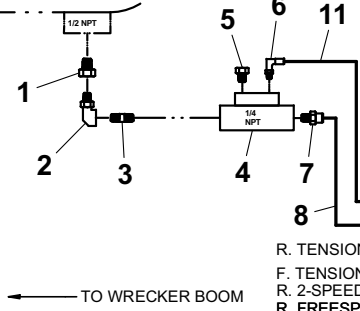 1/2 NPT
5
6
11
1
1/4
NPT
2
3
4
7
8
R. TENSION
F. TENSION
TO WRECKER BOOM
R. 2-SPEED
R. FREESP